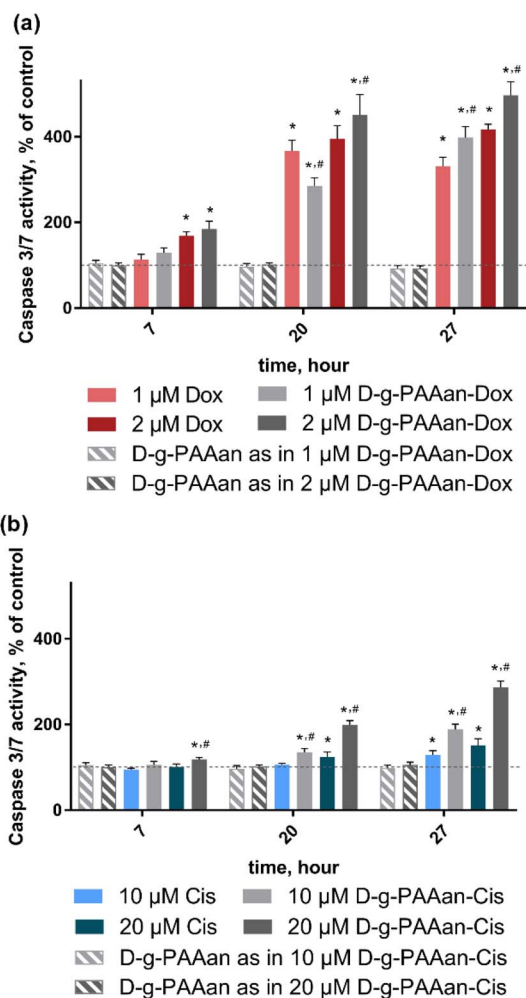 (a)
Caspase 3/7 activity, % of control
400
200
0
* *
* *,# * *,#
* *,# * *,#
7 20 27
time, hour
1 µM Dox 1 µM D-g-PAAan-Dox
2 µM Dox 2 µM D-g-PAAan-Dox
D-g-PAAan as in 1 µM D-g-PAAan-Dox
D-g-PAAan as in 2 µM D-g-PAAan-Dox
(b)
Caspase 3/7 activity, % of control
400
200
0
*,#
*,# * *,#
* *,# * *,#
7 20 27
time, hour
10 µM Cis 10 µM D-g-PAAan-Cis
20 µM Cis 20 µM D-g-PAAan-Cis
D-g-PAAan as in 10 µM D-g-PAAan-Cis
D-g-PAAan as in 20 µM D-g-PAAan-Cis